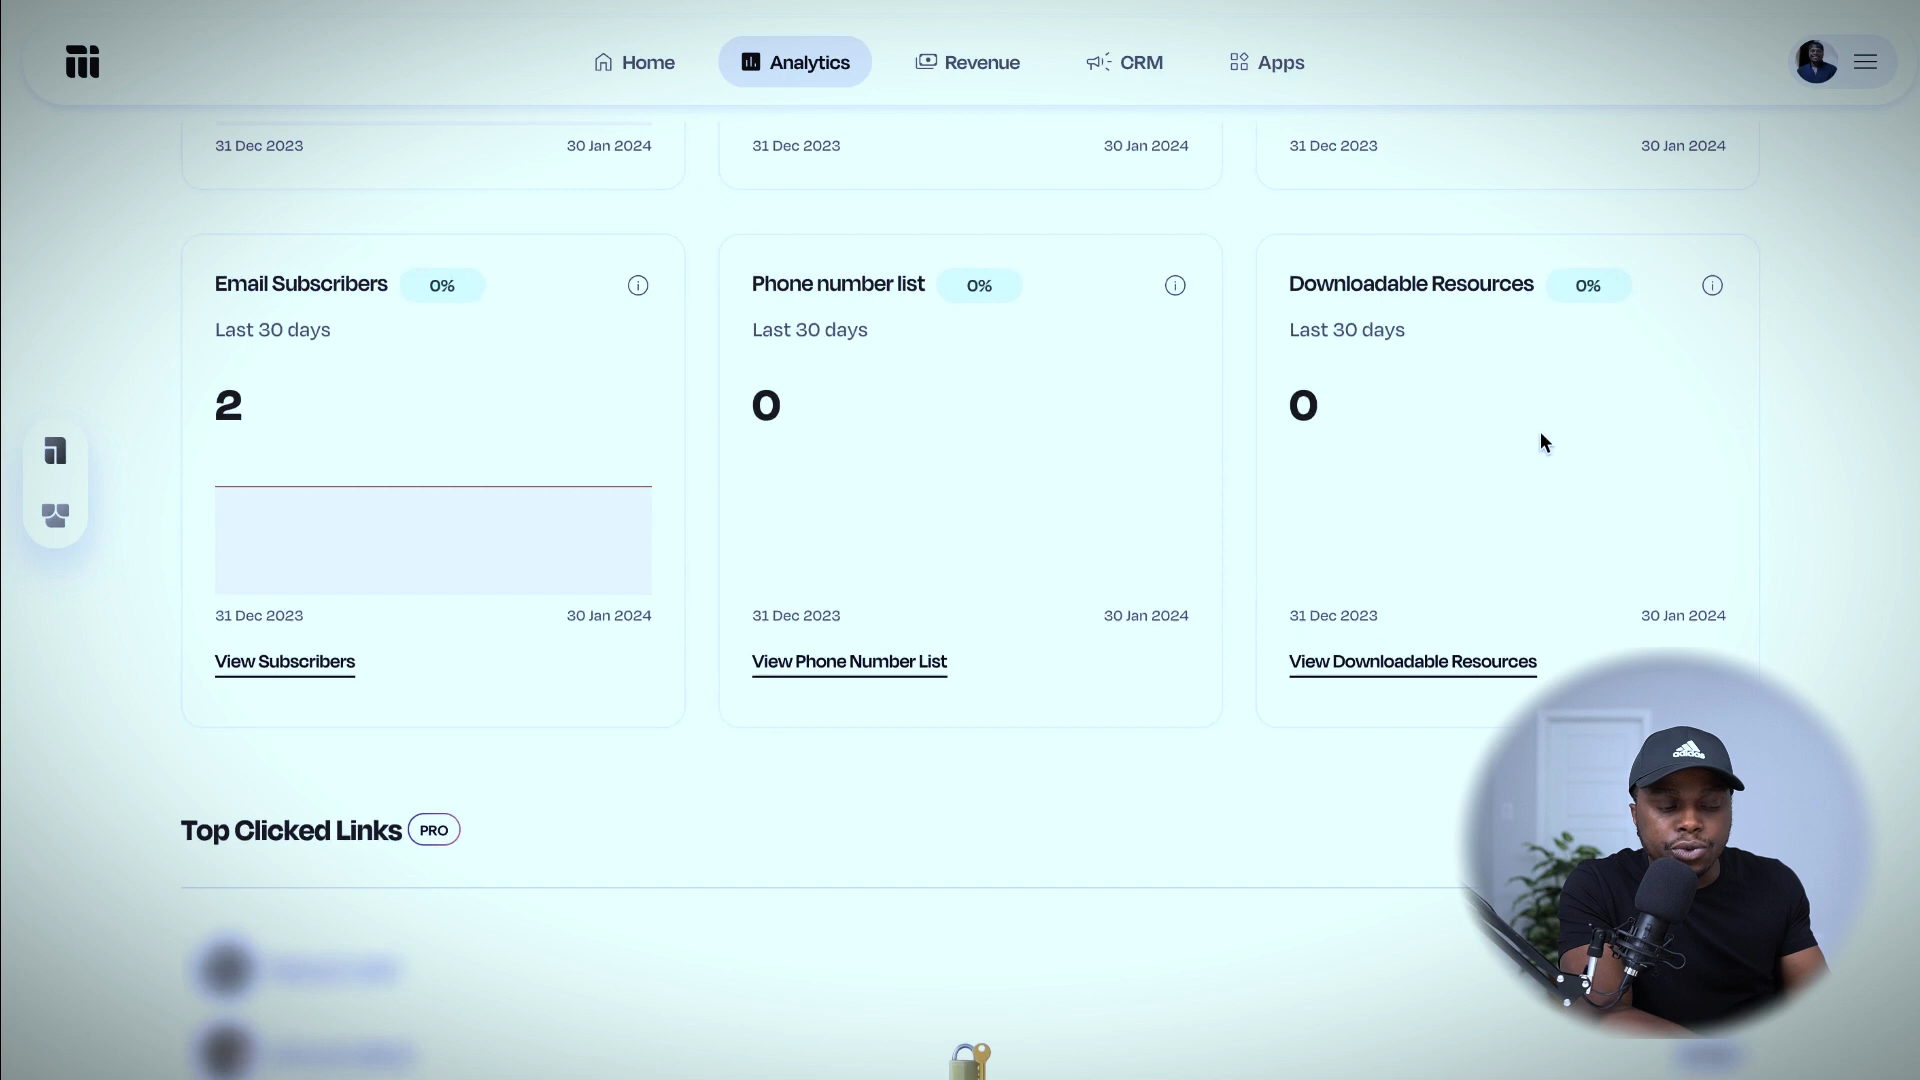 Home Analytics Revenue CRM Apps
31 Dec 2023 30 Jan 2024 31 Dec 2023 30 Jan 2024 31 Dec 2023 30 Jan 2024
Email Subscribers 0% Phone number list 0% Downloadable Resources 0%
Last 30 days Last 30 days Last 30 days
2 0 0
31 Dec 2023 30 Jan 2024 31 Dec 2023 30 Jan 2024 31 Dec 2023 30 Jan 2024
View Subscribers View Phone Number List View Downloadable Resources
adidas
Top Clicked Links PRO